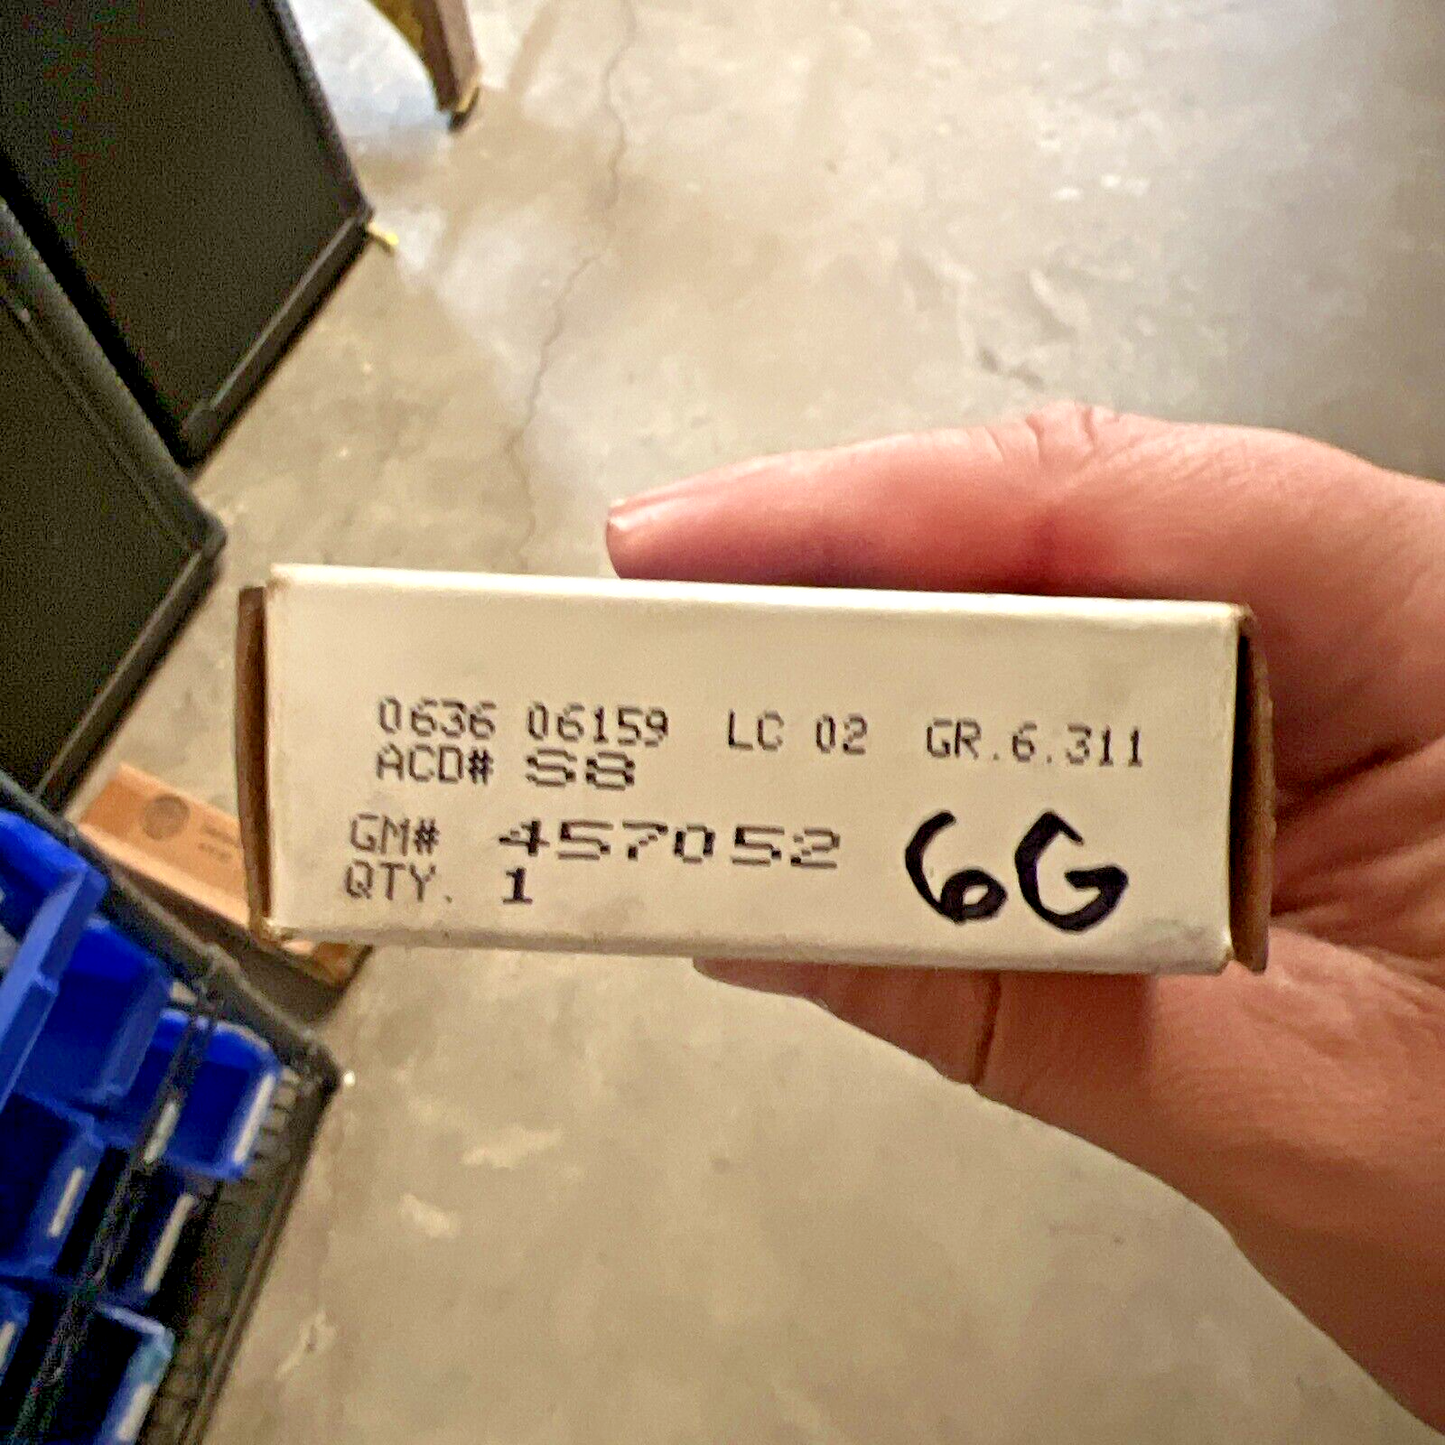 0636 06159 LC 02 GR.6.311
ACD# S8
GM# 457052
QTY. 1
6G